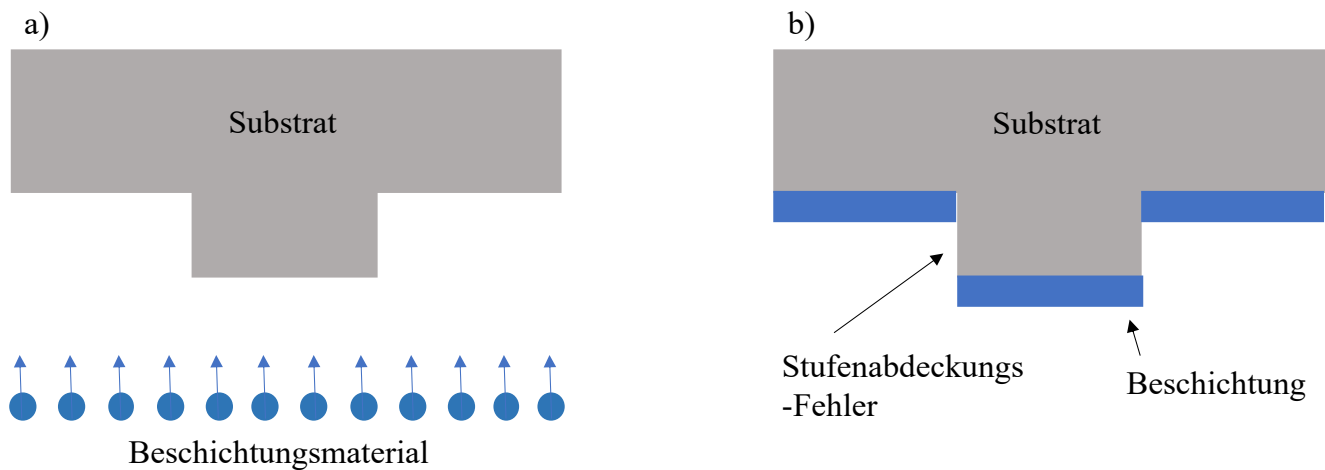 a)
Substrat
Beschichtungsmaterial
b)
Substrat
Stufenabdeckungs
-Fehler
Beschichtung